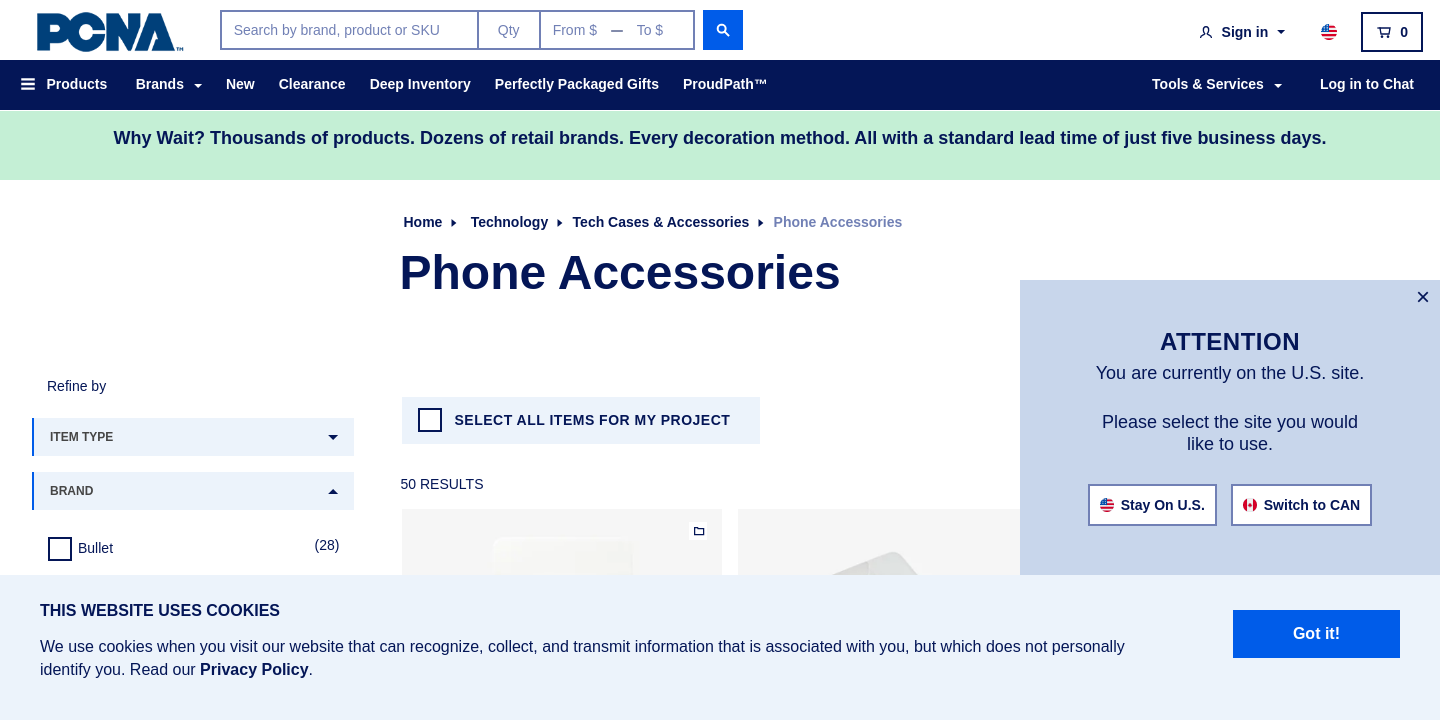 PCNA™
Search by brand, product or SKU
Qty
From $ — To $
Sign in
0
Products Brands New Clearance Deep Inventory Perfectly Packaged Gifts ProudPath™ Tools & Services Log in to Chat
Why Wait? Thousands of products. Dozens of retail brands. Every decoration method. All with a standard lead time of just five business days.
Home Technology Tech Cases & Accessories Phone Accessories
Phone Accessories
Refine by
ITEM TYPE
BRAND
Bullet (28)
SELECT ALL ITEMS FOR MY PROJECT
50 RESULTS
×
ATTENTION
You are currently on the U.S. site.
Please select the site you would
like to use.
Stay On U.S. Switch to CAN
THIS WEBSITE USES COOKIES
We use cookies when you visit our website that can recognize, collect, and transmit information that is associated with you, but which does not personally
identify you. Read our Privacy Policy.
Got it!